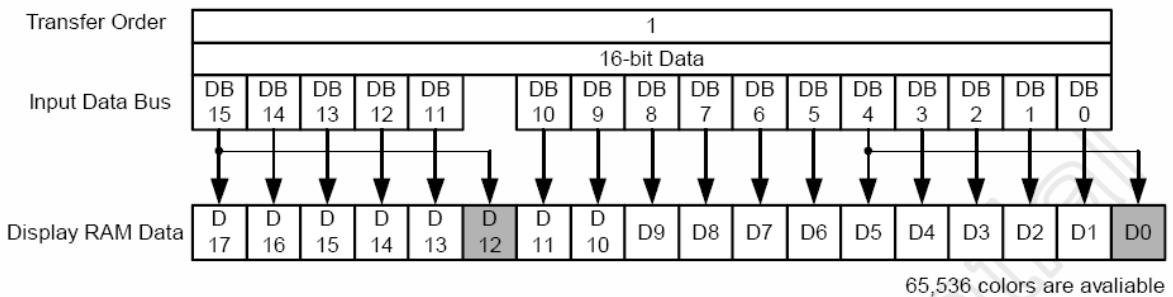 Transfer Order 1
16-bit Data
Input Data Bus DB 15 DB 14 DB 13 DB 12 DB 11 DB 10 DB 9 DB 8 DB 7 DB 6 DB 5 DB 4 DB 3 DB 2 DB 1 DB 0
Display RAM Data D 17 D 16 D 15 D 14 D 13 D 12 D 11 D 10 D9 D8 D7 D6 D5 D4 D3 D2 D1 D0
65,536 colors are avaliable